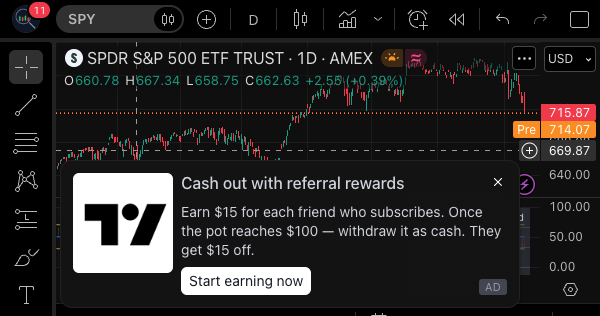 11
SPY
D
SPDR S&P 500 ETF TRUST · 1D · AMEX
USD
O660.78 H667.34 L658.75 C662.63 +2.55 (+0.39%)
715.87
Pre 714.07
669.87
640.00
Cash out with referral rewards
Earn $15 for each friend who subscribes. Once
the pot reaches $100 — withdraw it as cash. They
get $15 off.
Start earning now
AD
100.00
50.00
0.00
T